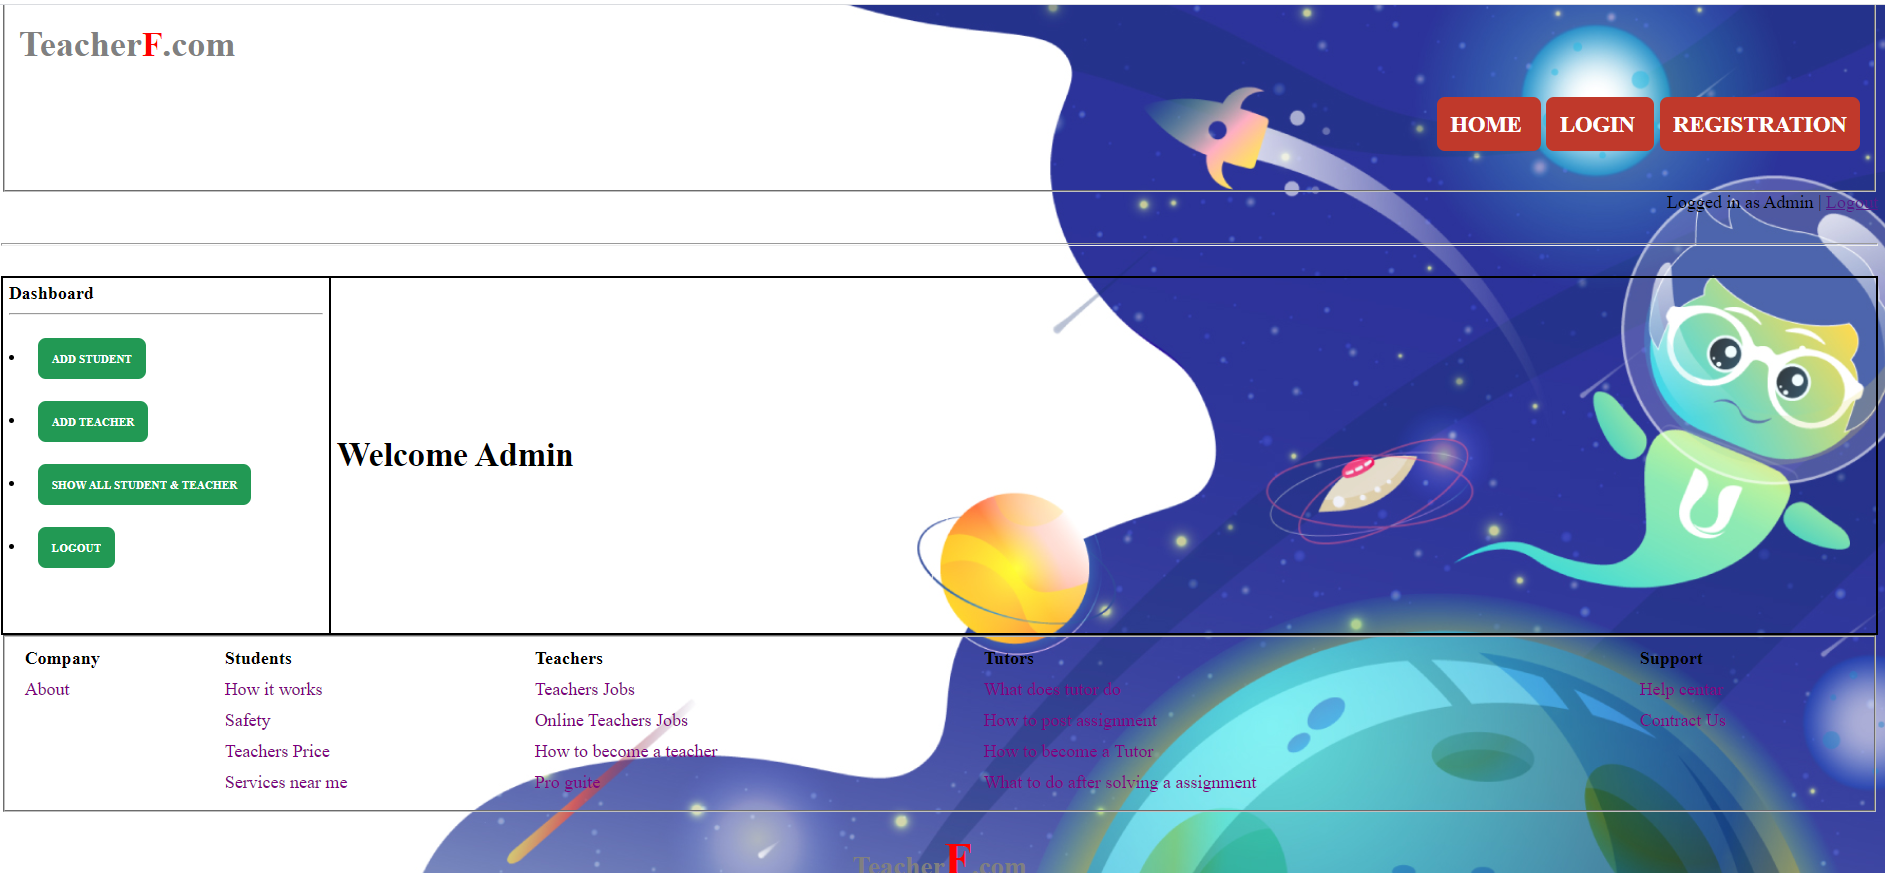 TeacherF.com
HOME LOGIN REGISTRATION
Logged in as Admin | Logout
Dashboard
ADD STUDENT
ADD TEACHER
SHOW ALL STUDENT & TEACHER
LOGOUT
Welcome Admin
Company Students Teachers Tutors Support
About How it works Teachers Jobs What does tutor do Help center
Safety Online Teachers Jobs How to post assignment Contract Us
Teachers Price How to become a teacher How to become a Tutor
Services near me Pro guite What to do after solving a assignment
TeacherF.com